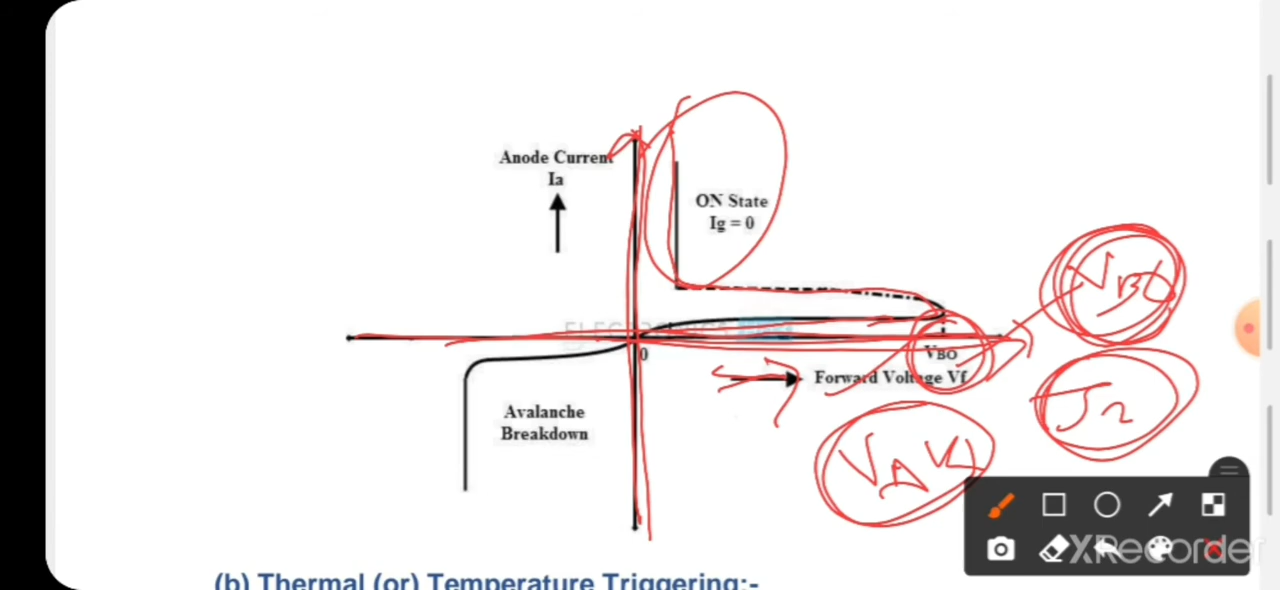 Anode Current
Ia
ON State
Ig = 0
VBO
0
VBO
Forward Voltage Vf
J2
Avalanche
Breakdown
VAK
XRecorder
(b) Thermal (or) Temperature Triggering:-